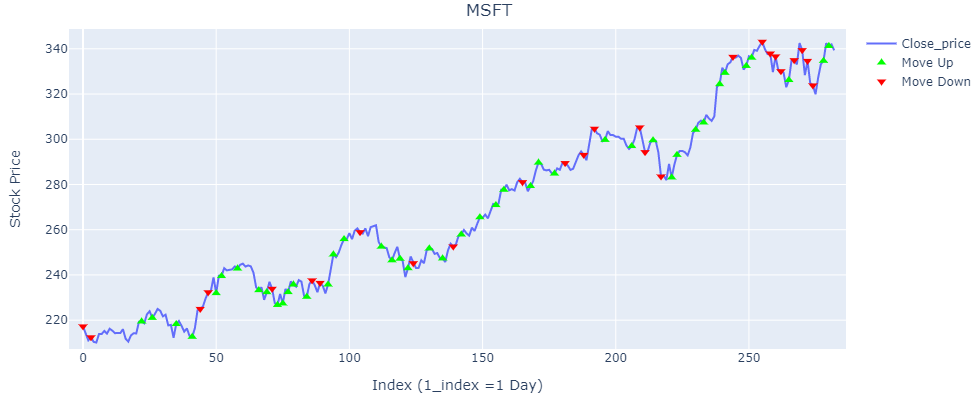 MSFT
Close_price
Move Up
Move Down
340
320
300
280
260
240
220
Stock Price
0
50
100
150
200
250
Index (1_index =1 Day)